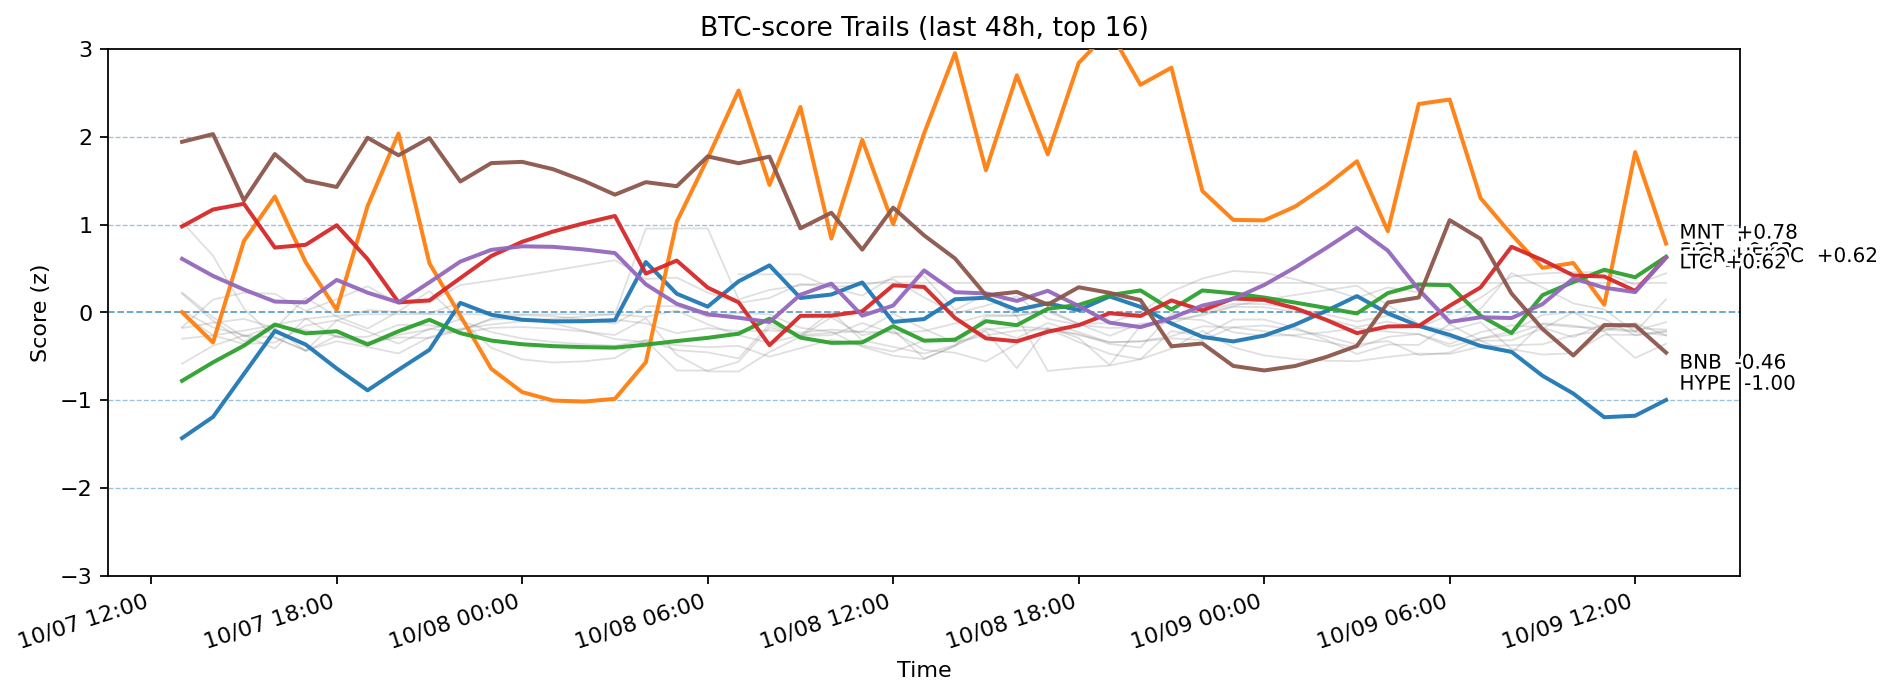 BTC-score Trails (last 48h, top 16)
3
2
1
0
−1
−2
−3
Score (z)
MNT +0.78
+0.62
LTC +0.62
BNB -0.46
HYPE -1.00
10/07 12:00
10/07 18:00
10/08 00:00
10/08 06:00
10/08 12:00
10/08 18:00
10/09 00:00
10/09 06:00
10/09 12:00
Time